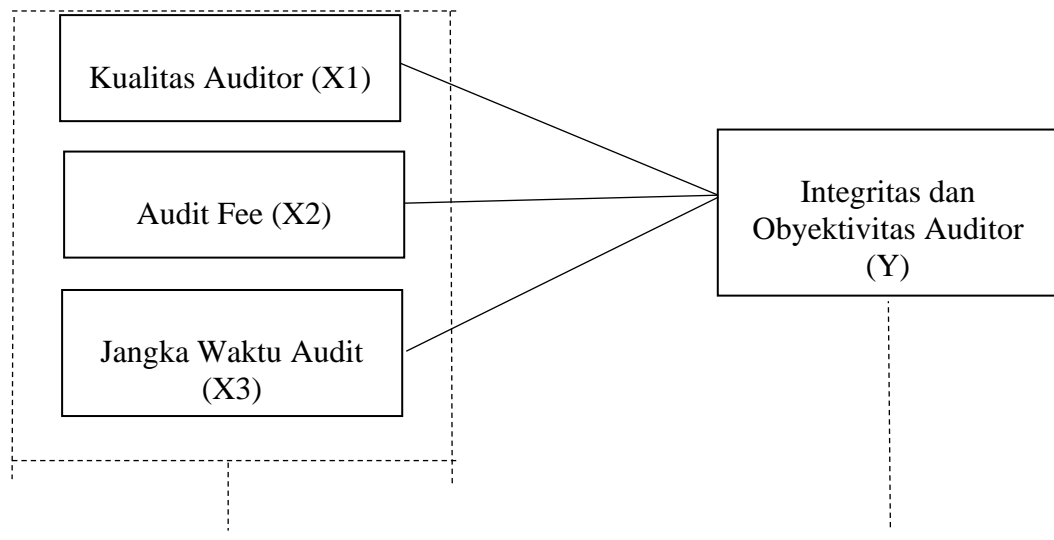 Kualitas Auditor (X1)
Audit Fee (X2)
Jangka Waktu Audit
(X3)
Integritas dan
Obyektivitas Auditor
(Y)